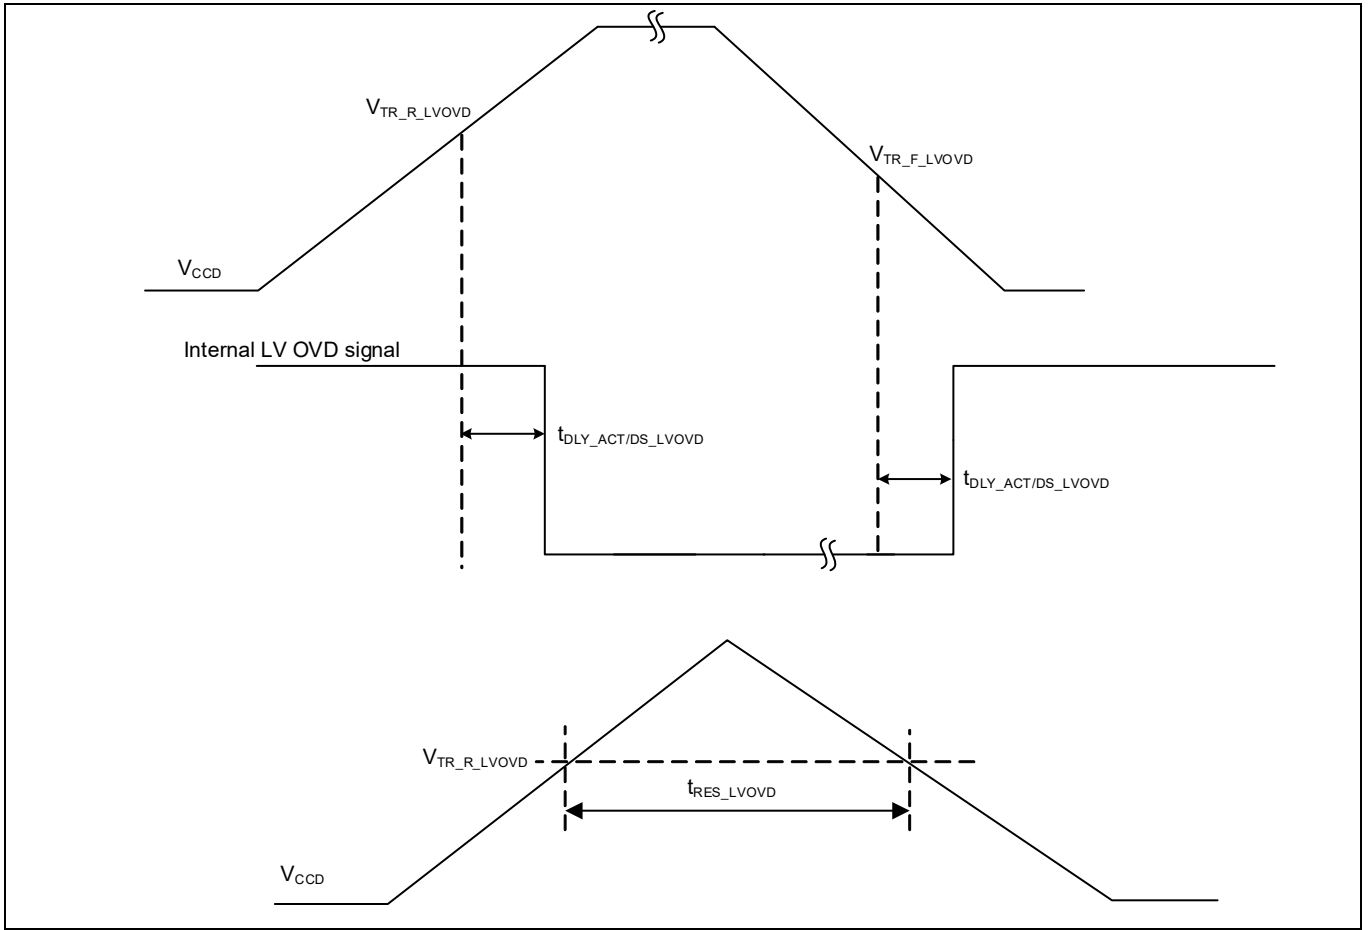 VTR_R_LVOVD
VTR_F_LVOVD
VCCD
Internal LV OVD signal
tDLY_ACT/DS_LVOVD
tDLY_ACT/DS_LVOVD
VTR_R_LVOVD
tRES_LVOVD
VCCD